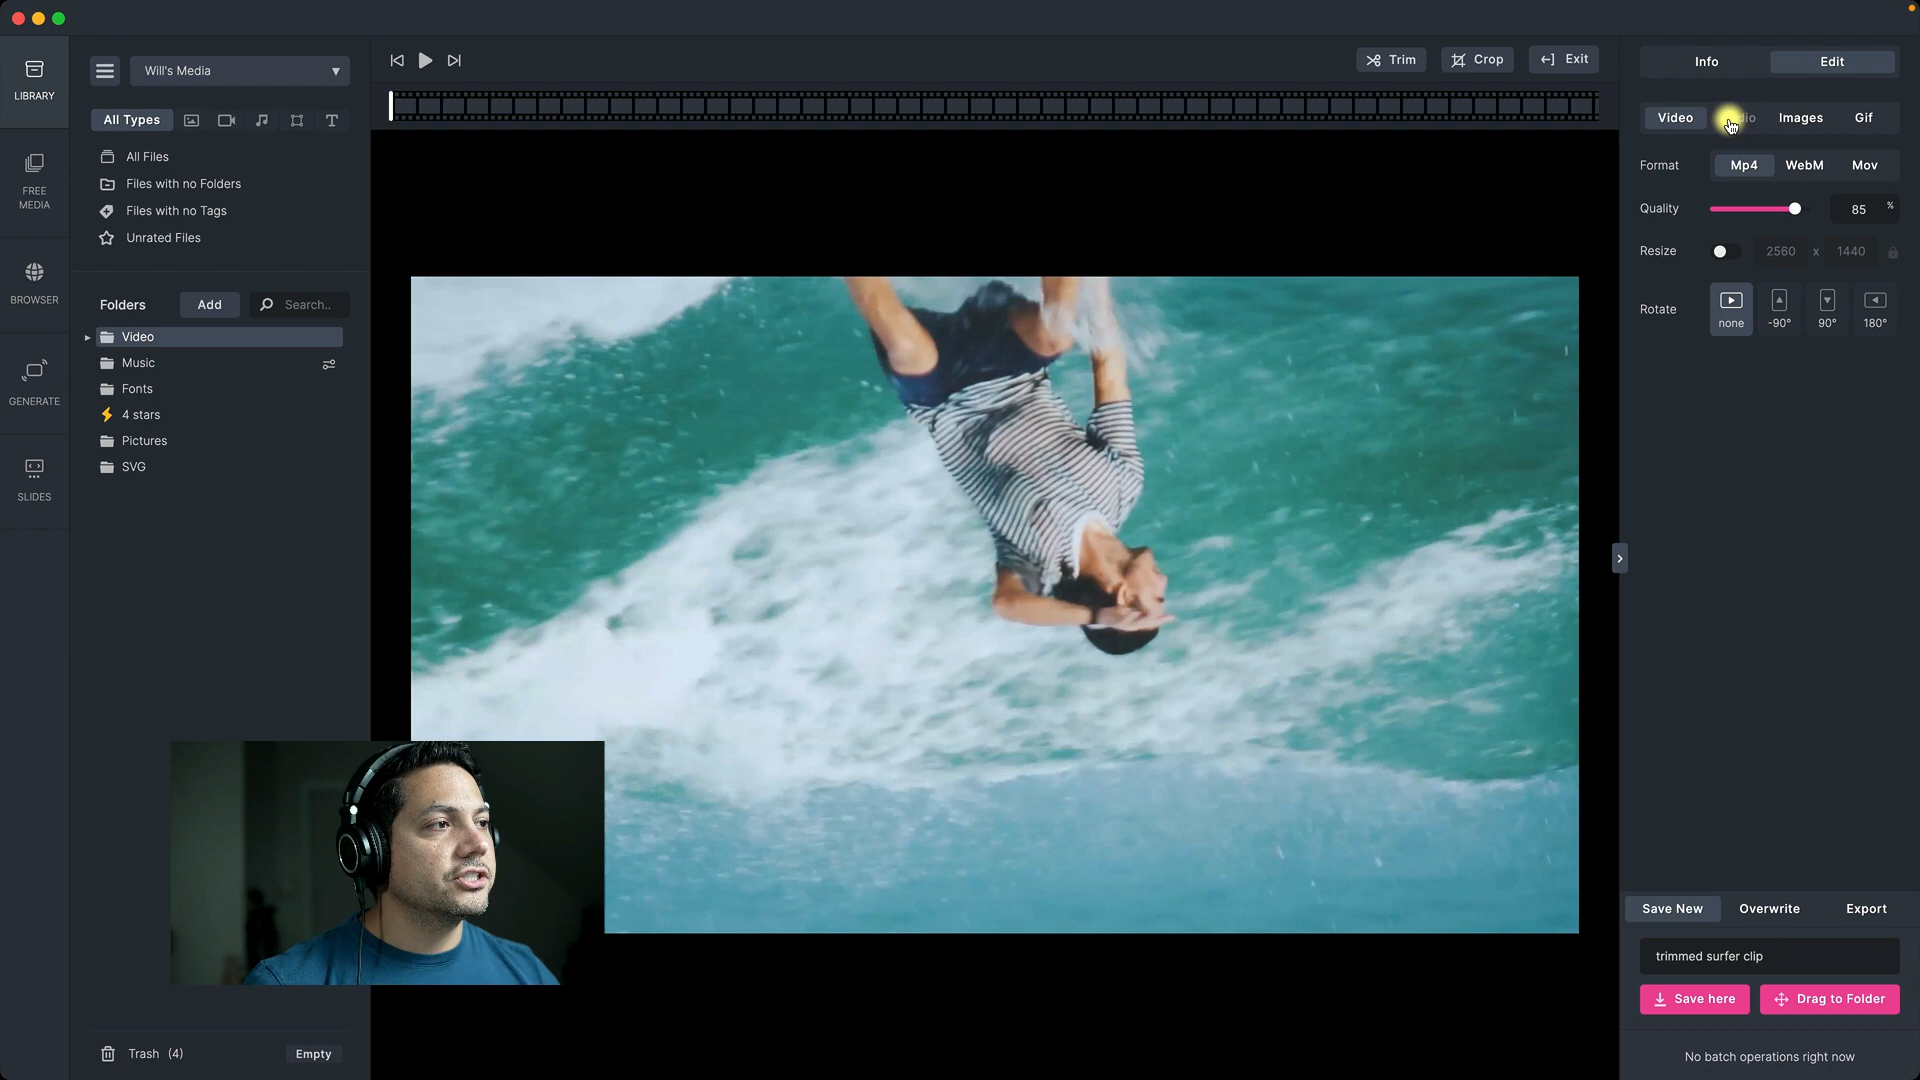 LIBRARY
FREE
MEDIA
BROWSER
GENERATE
SLIDES
Will's Media
All Types
All Files
Files with no Folders
Files with no Tags
Unrated Files
Folders
Add
Search..
Video
Music
Fonts
4 stars
Pictures
SVG
Trash (4)
Empty
Trim
Crop
Exit
Info
Edit
Video
Images
Gif
Format
Mp4
WebM
Mov
Quality
85 %
Resize
2560 x 1440
Rotate
none
-90°
90°
180°
Save New
Overwrite
Export
trimmed surfer clip
Save here
Drag to Folder
No batch operations right now